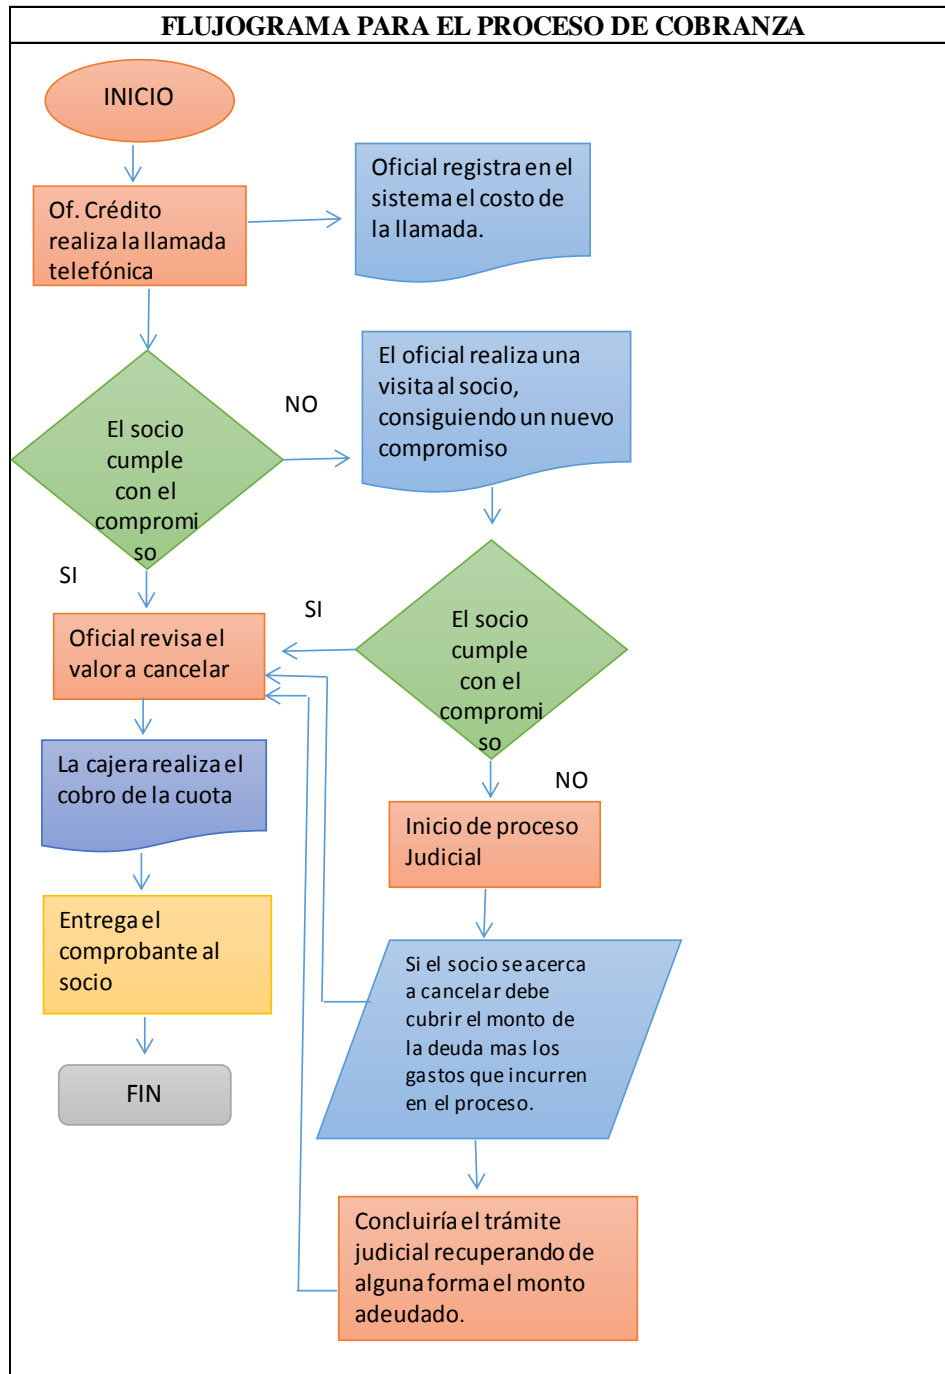 FLUJOGRAMA PARA EL PROCESO DE COBRANZA
INICIO
Of. Crédito
realiza la llamada
telefónica
Oficial registra en el
sistema el costo de
la llamada.
El socio
cumple
con el
compromi
so
NO
El oficial realiza una
visita al socio,
consiguiendo un nuevo
compromiso
SI
Oficial revisa el
valor a cancelar
SI
El socio
cumple
con el
compromi
so
La cajera realiza el
cobro de la cuota
NO
Inicio de proceso
Judicial
Entrega el
comprobante al
socio
Si el socio se acerca
a cancelar debe
cubrir el monto de
la deuda mas los
gastos que incurren
en el proceso.
FIN
Concluiría el trámite
judicial recuperando de
alguna forma el monto
adeudado.